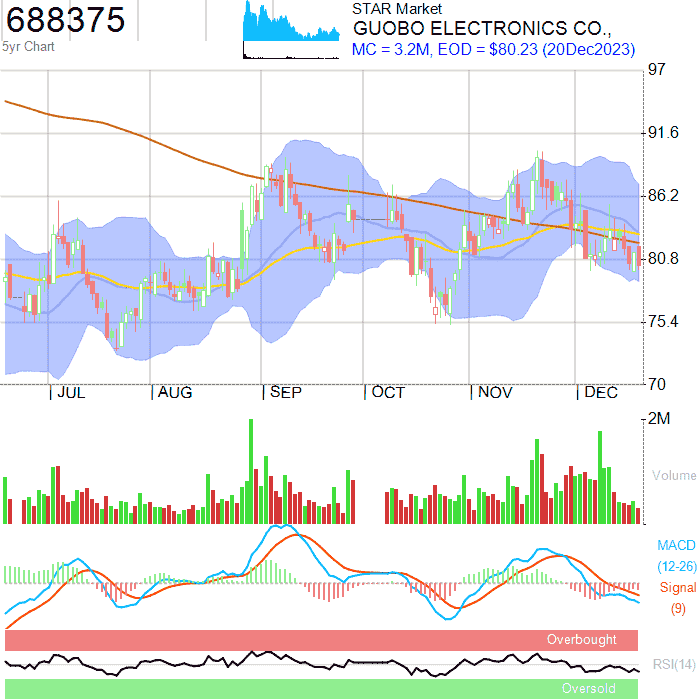 688375
5yr Chart
STAR Market
GUOBO ELECTRONICS CO.,
MC = 3.2M, EOD = $80.23 (20Dec2023)
97
91.6
86.2
80.8
75.4
70
JUL AUG SEP OCT NOV DEC
2M
Volume
MACD
(12-26)
Signal
(9)
Overbought
RSI(14)
Oversold